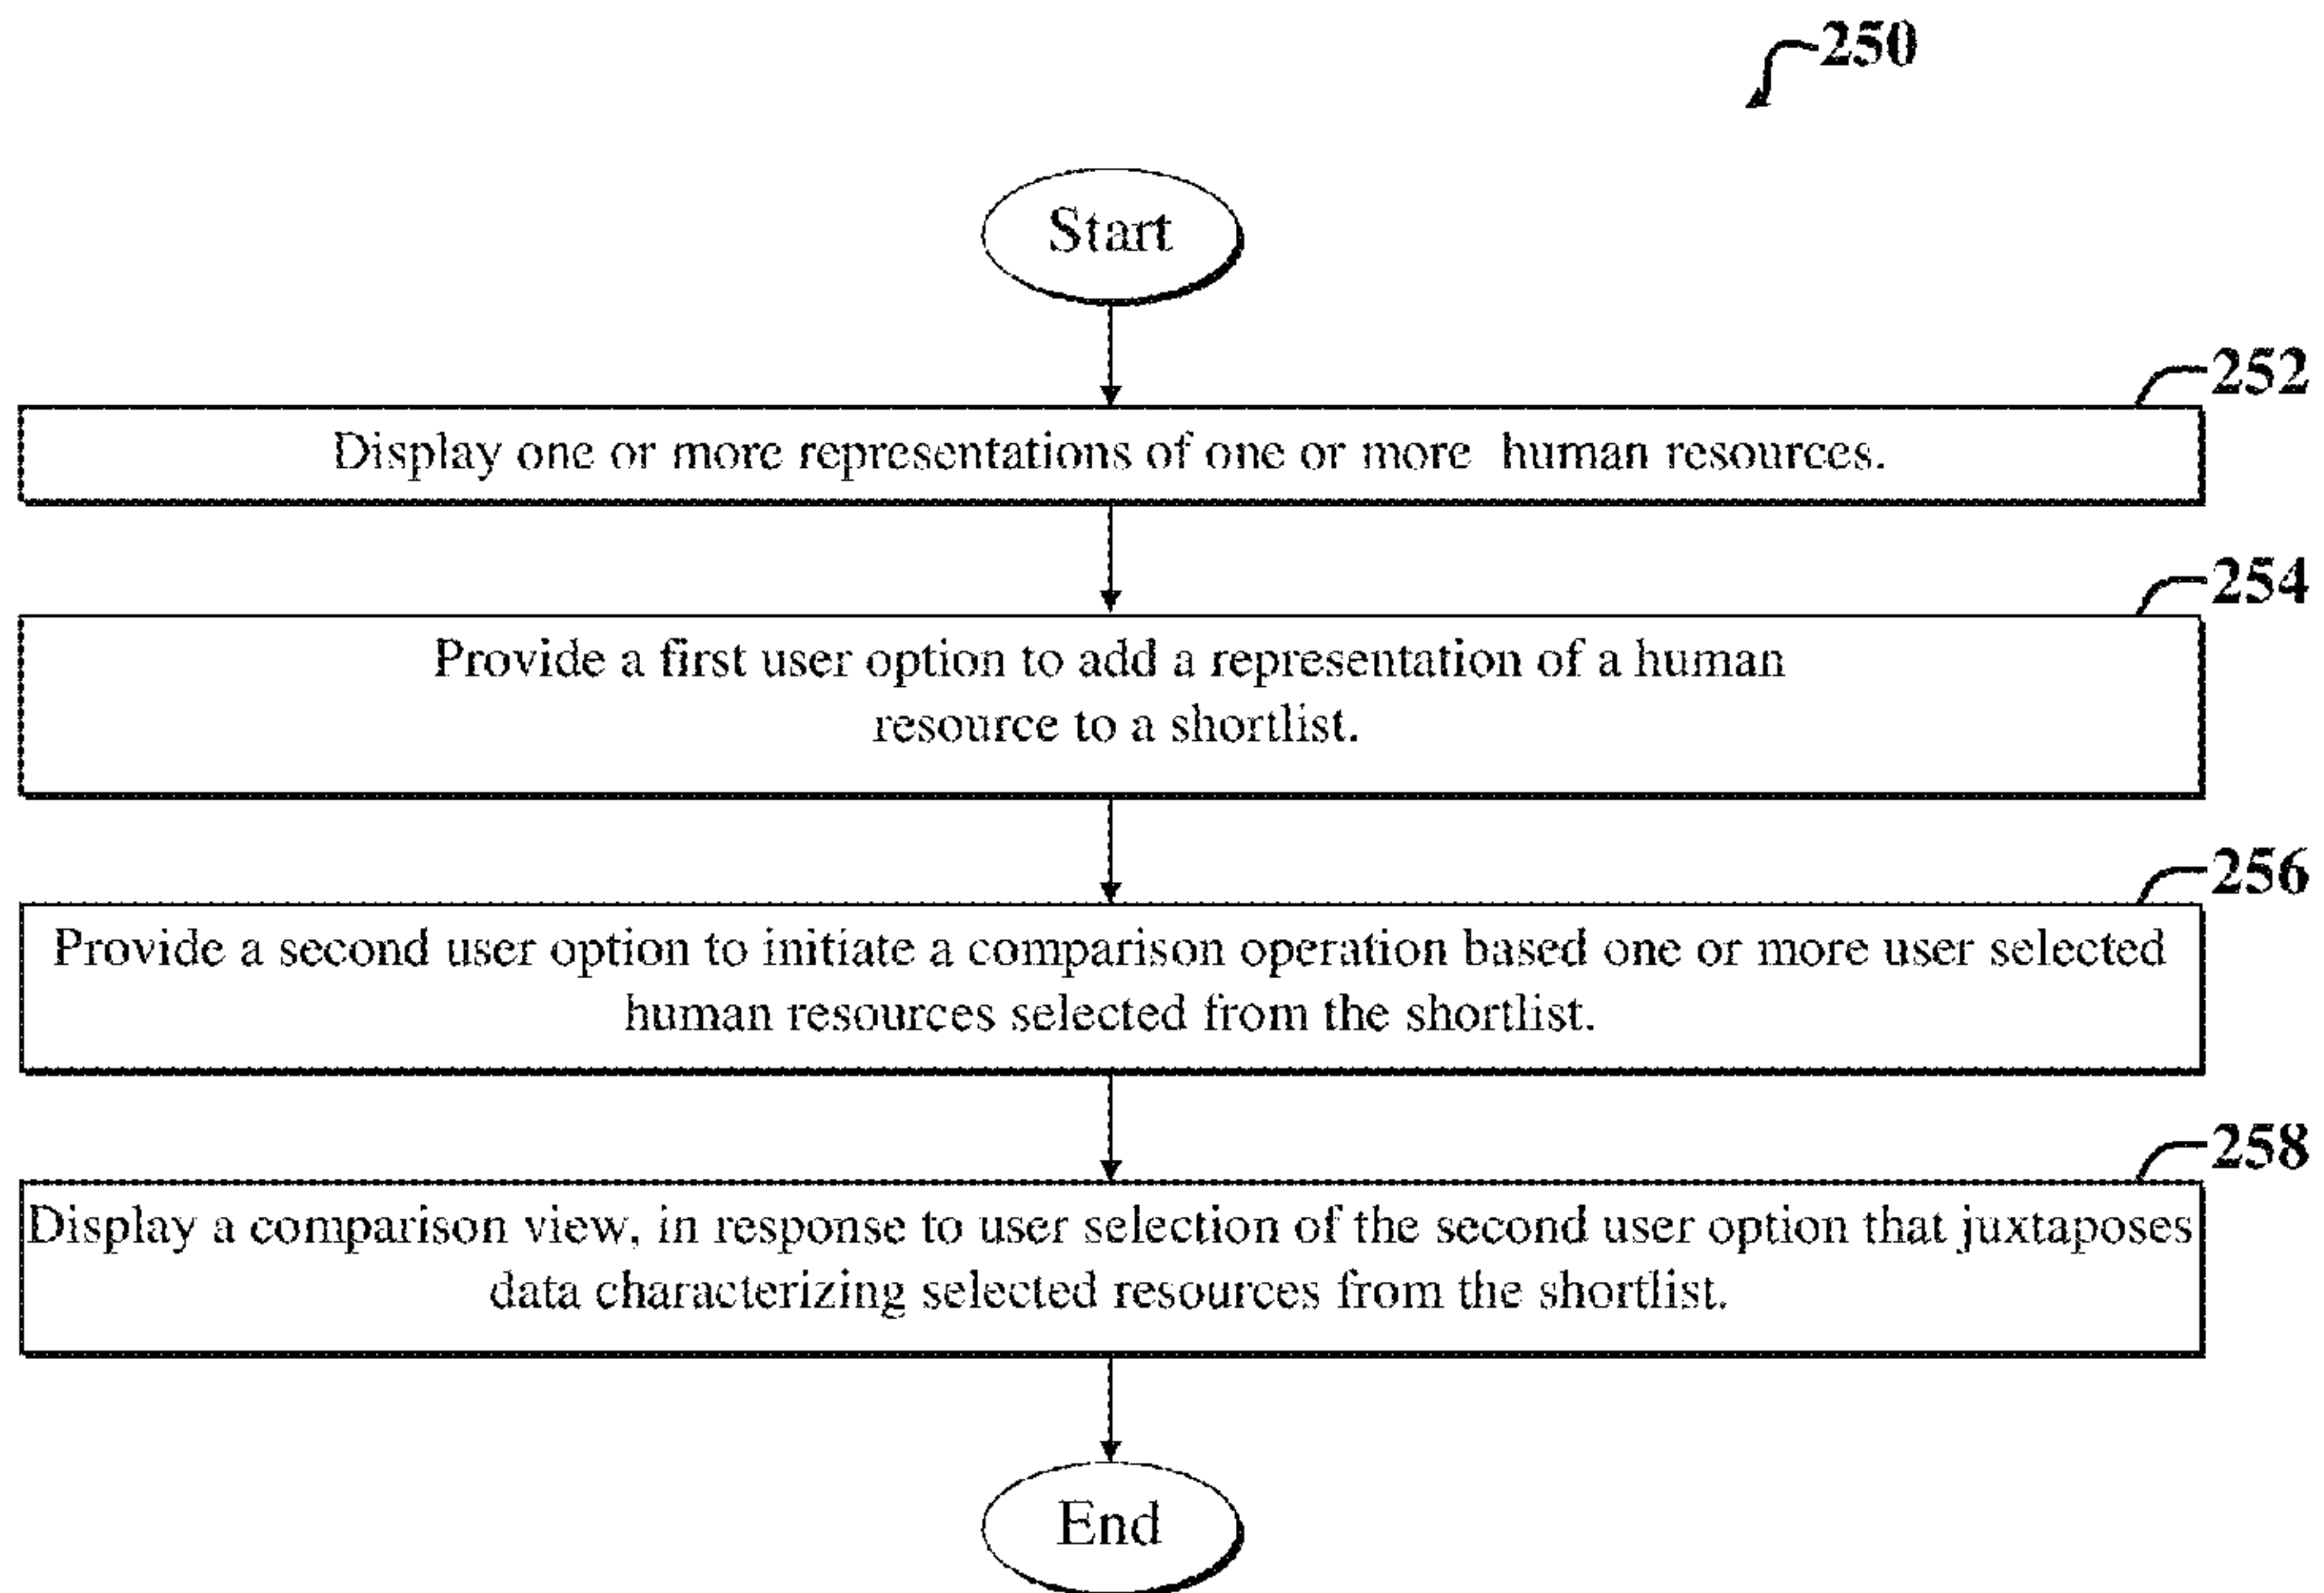 250
Start
252
Display one or more representations of one or more human resources.
254
Provide a first user option to add a representation of a human
resource to a shortlist.
256
Provide a second user option to initiate a comparison operation based one or more user selected
human resources selected from the shortlist.
258
Display a comparison view, in response to user selection of the second user option that juxtaposes
data characterizing selected resources from the shortlist.
End